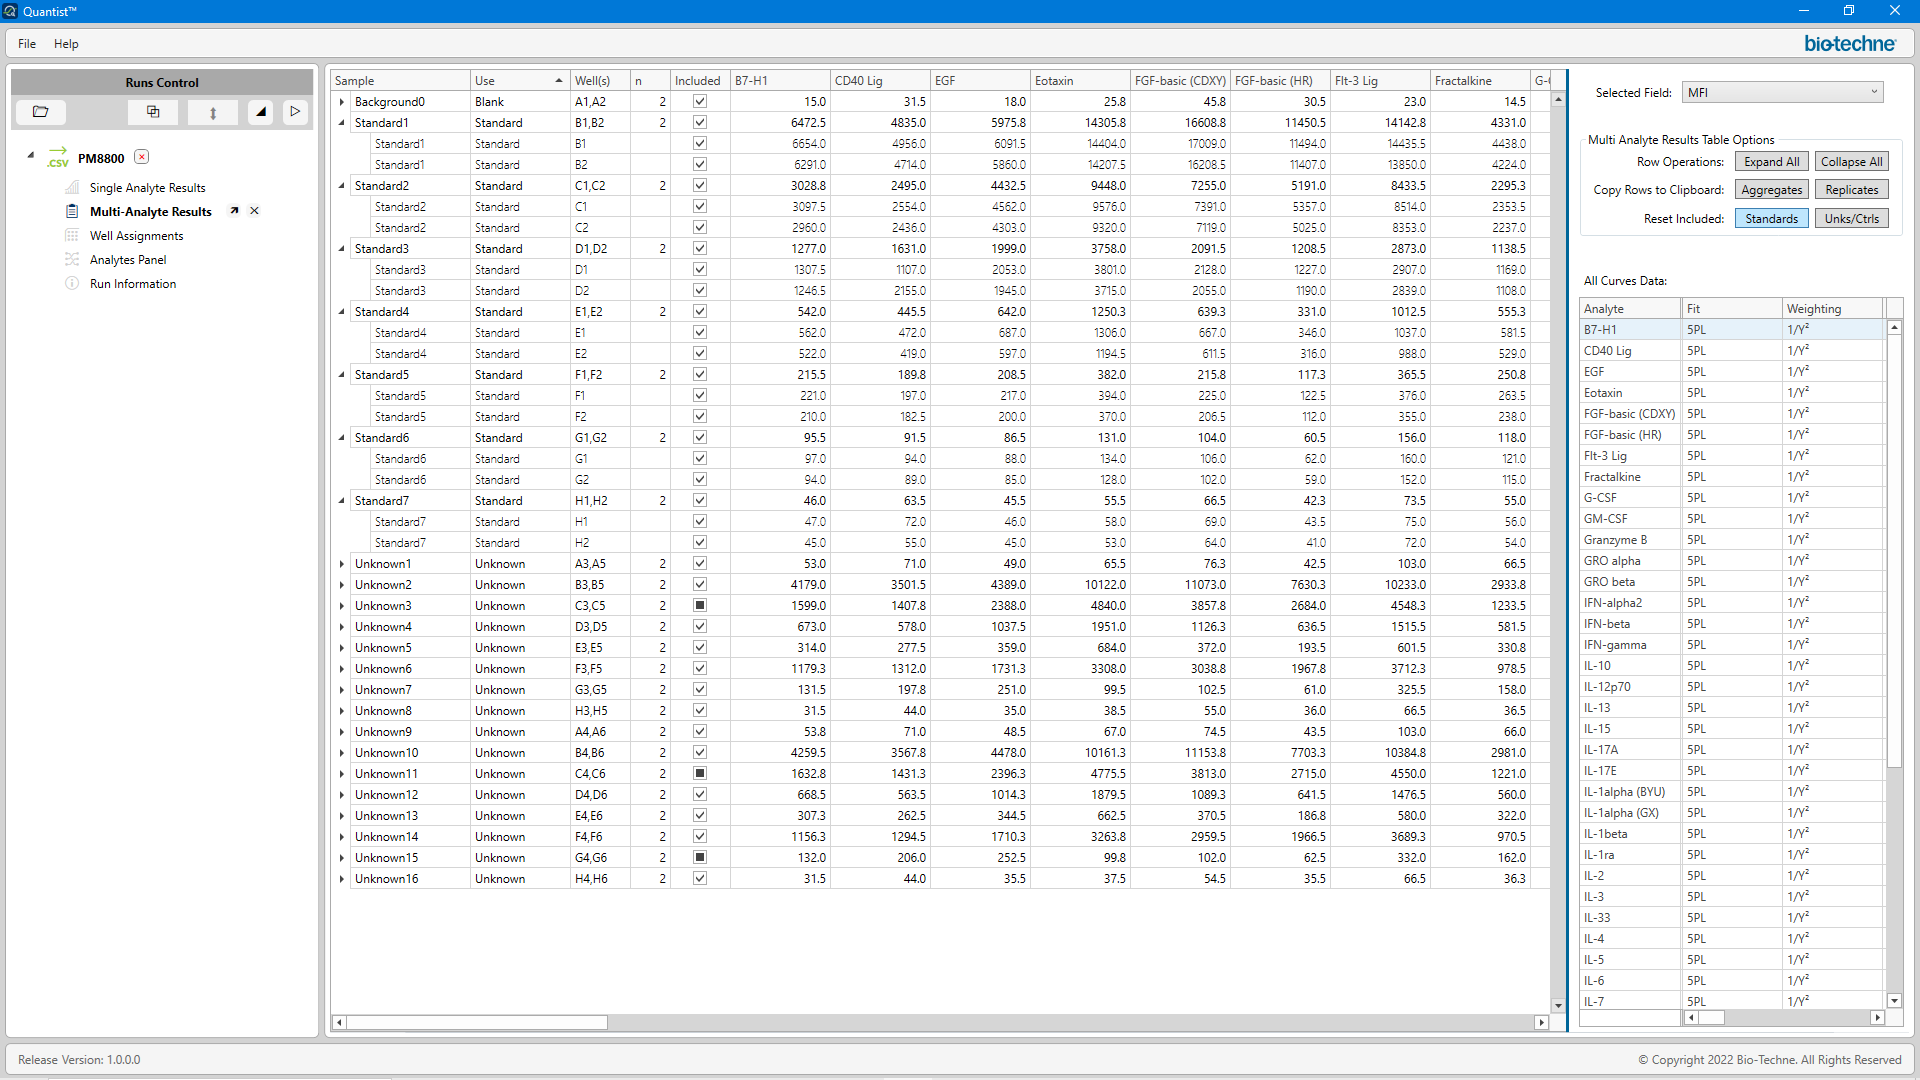 Quantist™
File Help
bio-techne
Runs Control
.CSV PM8800
Single Analyte Results
Multi-Analyte Results
Well Assignments
Analytes Panel
Run Information
Sample Use Well(s) n Included B7-H1 CD40 Lig EGF Eotaxin FGF-basic (CDXY) FGF-basic (HR) Flt-3 Lig Fractalkine
Background0 Blank A1,A2 2 15.0 31.5 18.0 25.8 45.8 30.5 23.0 14.5
Standard1 Standard B1,B2 2 6472.5 4835.0 5975.8 14305.8 16608.8 11450.5 14142.8 4331.0
Standard1 Standard B1 6654.0 4956.0 6091.5 14404.0 17009.0 11494.0 14435.5 4438.0
Standard1 Standard B2 6291.0 4714.0 5860.0 14207.5 16208.5 11407.0 13850.0 4224.0
Standard2 Standard C1,C2 2 3028.8 2495.0 4432.5 9448.0 7255.0 5191.0 8433.5 2295.3
Standard2 Standard C1 3097.5 2554.0 4562.0 9576.0 7391.0 5357.0 8514.0 2353.5
Standard2 Standard C2 2960.0 2436.0 4303.0 9320.0 7119.0 5025.0 8353.0 2237.0
Standard3 Standard D1,D2 2 1277.0 1631.0 1999.0 3758.0 2091.5 1208.5 2873.0 1138.5
Standard3 Standard D1 1307.5 1107.0 2053.0 3801.0 2128.0 1227.0 2907.0 1169.0
Standard3 Standard D2 1246.5 2155.0 1945.0 3715.0 2055.0 1190.0 2839.0 1108.0
Standard4 Standard E1,E2 2 542.0 445.5 642.0 1250.3 639.3 331.0 1012.5 555.3
Standard4 Standard E1 562.0 472.0 687.0 1306.0 667.0 346.0 1037.0 581.5
Standard4 Standard E2 522.0 419.0 597.0 1194.5 611.5 316.0 988.0 529.0
Standard5 Standard F1,F2 2 215.5 189.8 208.5 382.0 215.8 117.3 365.5 250.8
Standard5 Standard F1 221.0 197.0 217.0 394.0 225.0 122.5 376.0 263.5
Standard5 Standard F2 210.0 182.5 200.0 370.0 206.5 112.0 355.0 238.0
Standard6 Standard G1,G2 2 95.5 91.5 86.5 131.0 104.0 60.5 156.0 118.0
Standard6 Standard G1 97.0 94.0 88.0 134.0 106.0 62.0 160.0 121.0
Standard6 Standard G2 94.0 89.0 85.0 128.0 102.0 59.0 152.0 115.0
Standard7 Standard H1,H2 2 46.0 63.5 45.5 55.5 66.5 42.3 73.5 55.0
Standard7 Standard H1 47.0 72.0 46.0 58.0 69.0 43.5 75.0 56.0
Standard7 Standard H2 45.0 55.0 45.0 53.0 64.0 41.0 72.0 54.0
Unknown1 Unknown A3,A5 2 53.0 71.0 49.0 65.5 76.3 42.5 103.0 66.5
Unknown2 Unknown B3,B5 2 4179.0 3501.5 4389.0 10122.0 11073.0 7630.3 10233.0 2933.8
Unknown3 Unknown C3,C5 2 1599.0 1407.8 2388.0 4840.0 3857.8 2684.0 4548.3 1233.5
Unknown4 Unknown D3,D5 2 673.0 578.0 1037.5 1951.0 1126.3 636.5 1515.5 581.5
Unknown5 Unknown E3,E5 2 314.0 277.5 359.0 684.0 372.0 193.5 601.5 330.8
Unknown6 Unknown F3,F5 2 1179.3 1312.0 1731.3 3308.0 3038.8 1967.8 3712.3 978.5
Unknown7 Unknown G3,G5 2 131.5 197.8 251.0 99.5 102.5 61.0 325.5 158.0
Unknown8 Unknown H3,H5 2 31.5 44.0 35.0 38.5 55.0 36.0 66.5 36.5
Unknown9 Unknown A4,A6 2 53.8 71.0 48.5 67.0 74.5 43.5 103.0 66.0
Unknown10 Unknown B4,B6 2 4259.5 3567.8 4478.0 10161.3 11153.8 7703.3 10384.8 2981.0
Unknown11 Unknown C4,C6 2 1632.8 1431.3 2396.3 4775.5 3813.0 2715.0 4550.0 1221.0
Unknown12 Unknown D4,D6 2 668.5 563.5 1014.3 1879.5 1089.3 641.5 1476.5 560.0
Unknown13 Unknown E4,E6 2 307.3 262.5 344.5 662.5 370.5 186.8 580.0 322.0
Unknown14 Unknown F4,F6 2 1156.3 1294.5 1710.3 3263.8 2959.5 1966.5 3689.3 970.5
Unknown15 Unknown G4,G6 2 132.0 206.0 252.5 99.8 102.0 62.5 332.0 162.0
Unknown16 Unknown H4,H6 2 31.5 44.0 35.5 37.5 54.5 35.5 66.5 36.3
Selected Field: MFI
Multi Analyte Results Table Options
Row Operations: Expand All Collapse All
Copy Rows to Clipboard: Aggregates Replicates
Reset Included: Standards Unks/Ctrls
All Curves Data:
Analyte Fit Weighting
B7-H1 5PL 1/Y²
CD40 Lig 5PL 1/Y²
EGF 5PL 1/Y²
Eotaxin 5PL 1/Y²
FGF-basic (CDXY) 5PL 1/Y²
FGF-basic (HR) 5PL 1/Y²
Flt-3 Lig 5PL 1/Y²
Fractalkine 5PL 1/Y²
G-CSF 5PL 1/Y²
GM-CSF 5PL 1/Y²
Granzyme B 5PL 1/Y²
GRO alpha 5PL 1/Y²
GRO beta 5PL 1/Y²
IFN-alpha2 5PL 1/Y²
IFN-beta 5PL 1/Y²
IFN-gamma 5PL 1/Y²
IL-10 5PL 1/Y²
IL-12p70 5PL 1/Y²
IL-13 5PL 1/Y²
IL-15 5PL 1/Y²
IL-17A 5PL 1/Y²
IL-17E 5PL 1/Y²
IL-1alpha (BYU) 5PL 1/Y²
IL-1alpha (GX) 5PL 1/Y²
IL-1beta 5PL 1/Y²
IL-1ra 5PL 1/Y²
IL-2 5PL 1/Y²
IL-3 5PL 1/Y²
IL-33 5PL 1/Y²
IL-4 5PL 1/Y²
IL-5 5PL 1/Y²
IL-6 5PL 1/Y²
IL-7 5PL 1/Y²
Release Version: 1.0.0.0
© Copyright 2022 Bio-Techne. All Rights Reserved